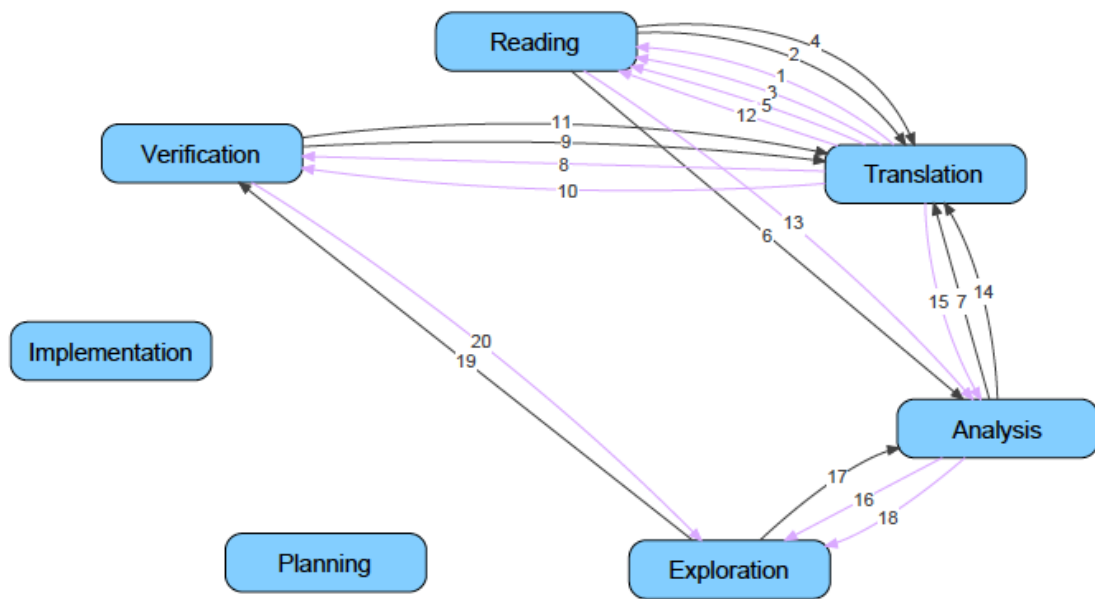 Reading
4
2
1
3
5
12
11
9
8
10
Verification
Translation
13
6
15
7
14
20
19
Implementation
Analysis
17
16
18
Planning
Exploration